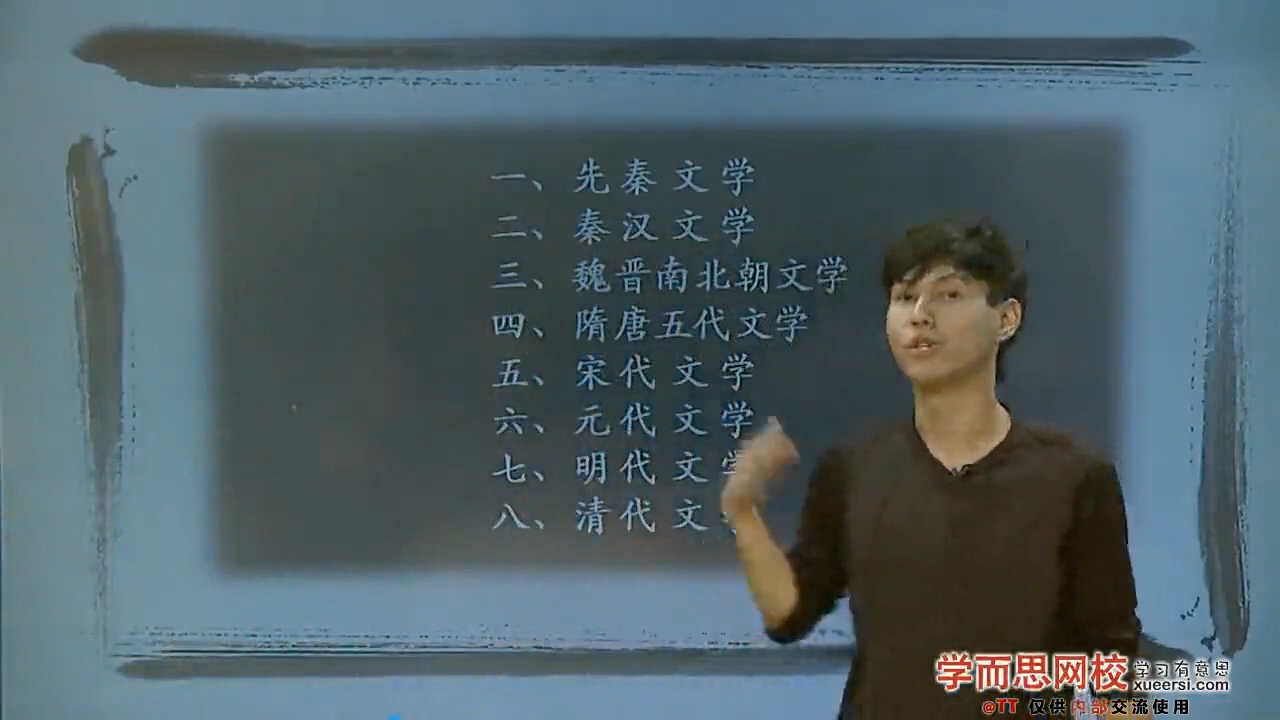 一、先秦文学
二、秦汉文学
三、魏晋南北朝文学
四、隋唐五代文学
五、宋代文学
六、元代文学
七、明代文学
八、清代文
学而思网校 学习有意思
xueersi.com
@TT 仅供内部交流使用